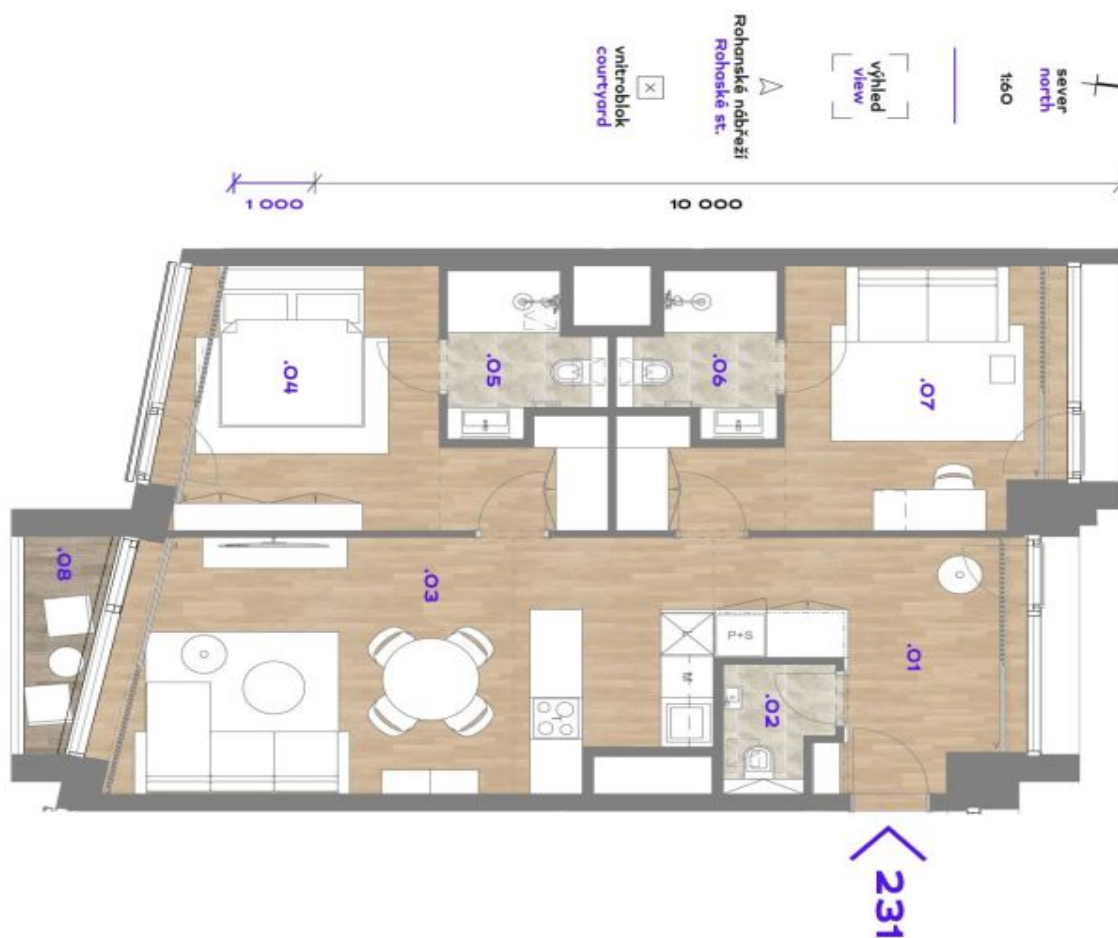 sever
north
1:60
výhled
view
Rohanské nábřeží
Rohaské st.
x
vnitroblok
courtyard
1 000
10 000
.04
.05
.06
.07
.08
.03
P+S
.02
.01
231